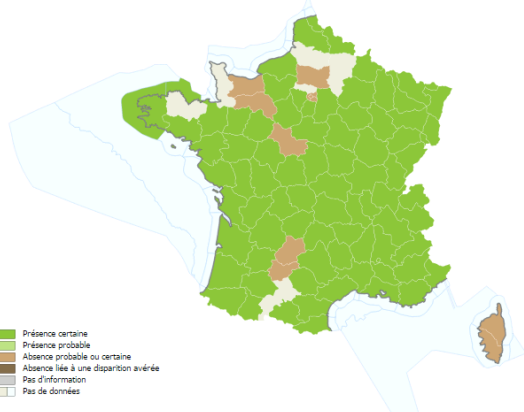 Présence certaine
Présence probable
Absence probable ou certaine
Absence liée à une disparition avérée
Pas d'information
Pas de données